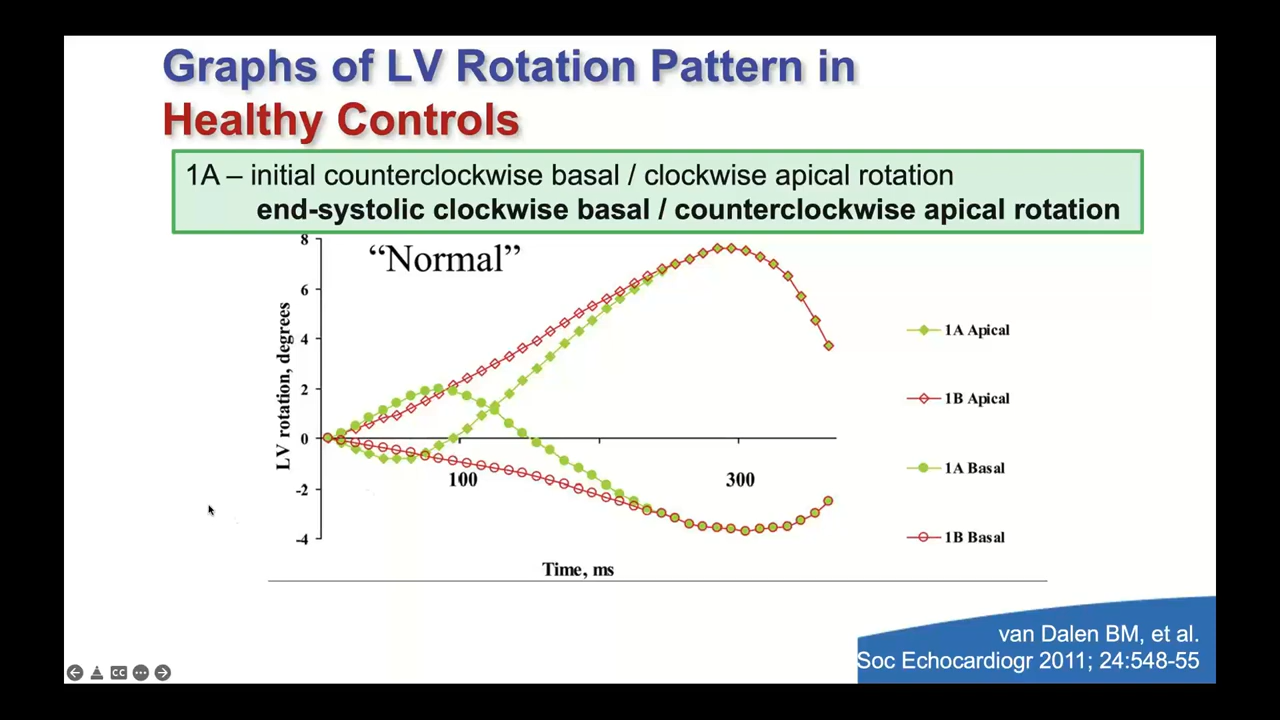 Graphs of LV Rotation Pattern in
Healthy Controls
1A – initial counterclockwise basal / clockwise apical rotation
end-systolic clockwise basal / counterclockwise apical rotation
“Normal”
LV rotation, degrees
8
6
4
2
0
-2
-4
100
300
Time, ms
1A Apical
1B Apical
1A Basal
1B Basal
van Dalen BM, et al.
Soc Echocardiogr 2011; 24:548-55
CC